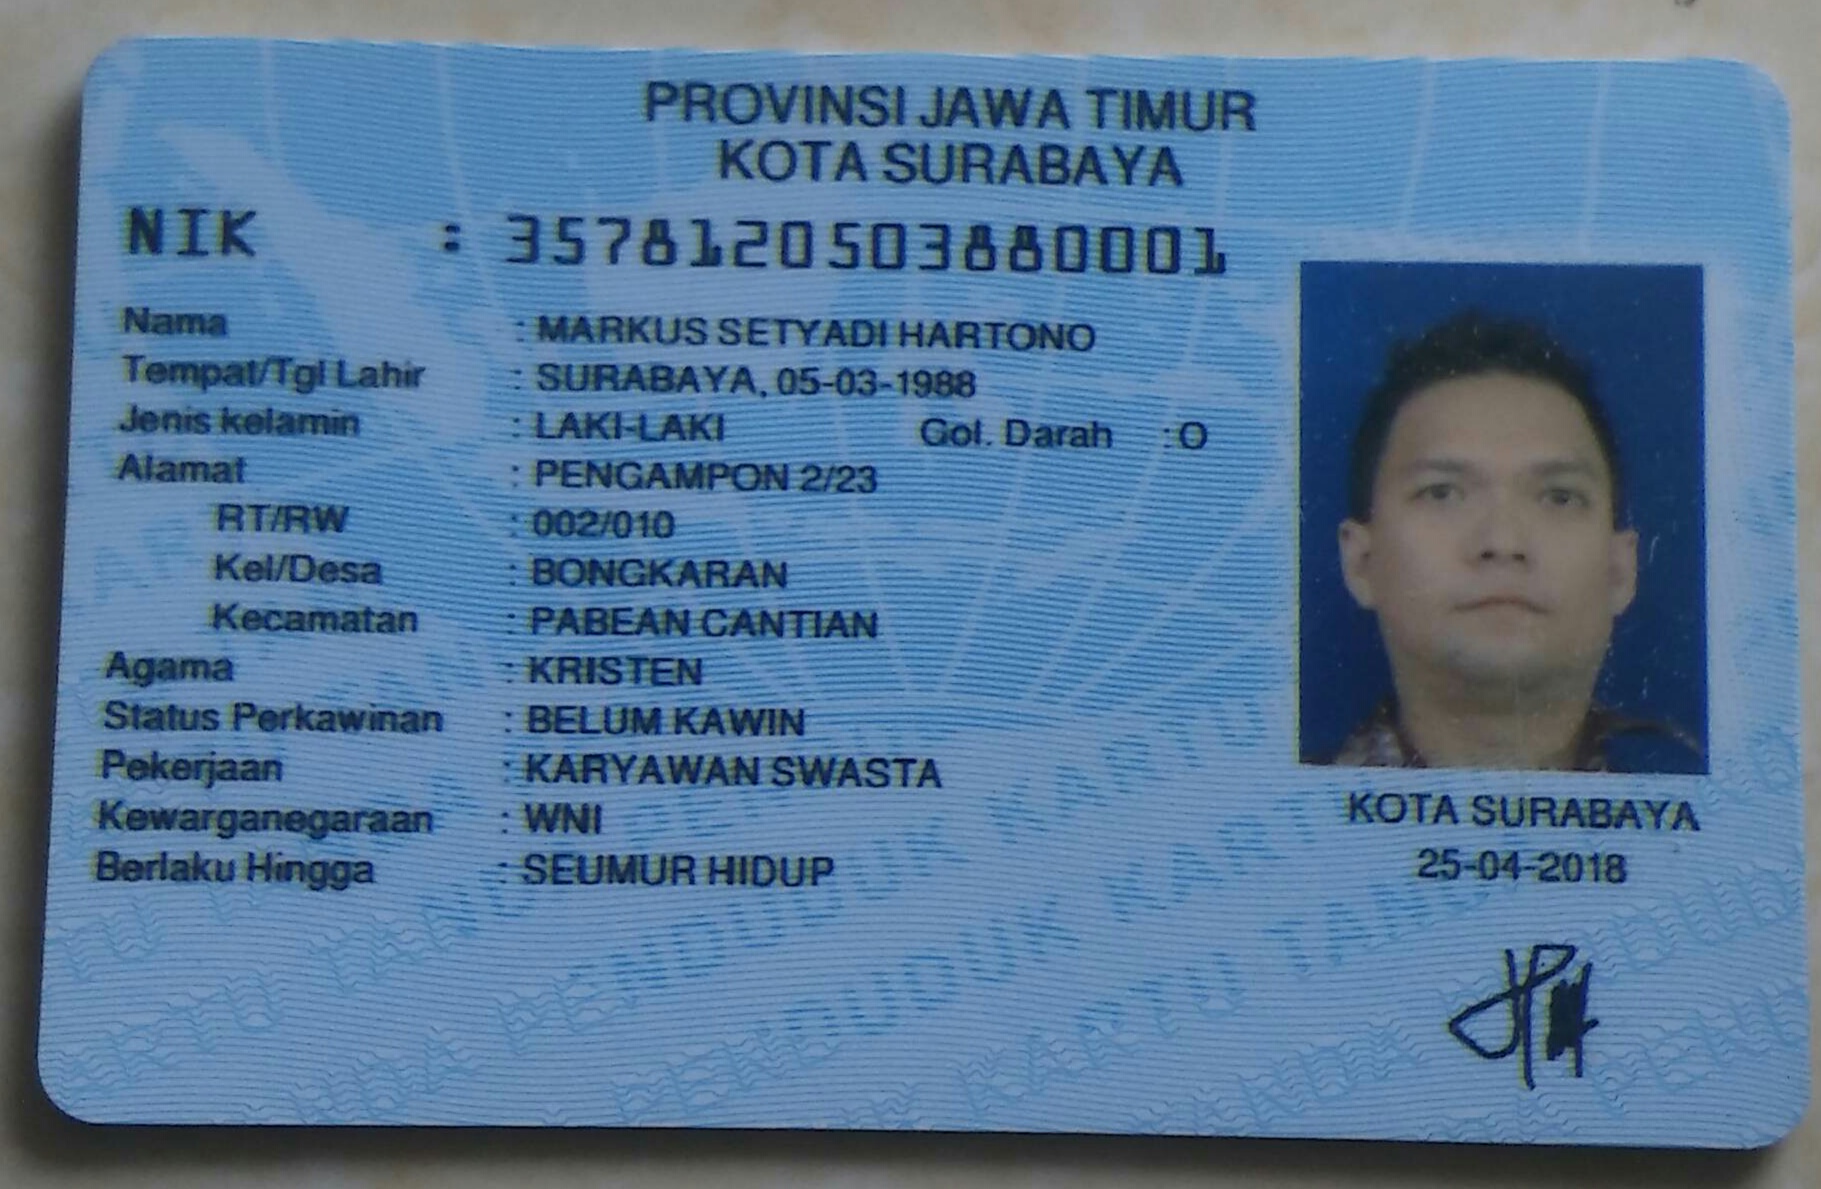 PROVINSI JAWA TIMUR
KOTA SURABAYA
NIK : 3578120503880001
Nama : MARKUS SETYADI HARTONO
Tempat/Tgl Lahir : SURABAYA, 05-03-1988
Jenis kelamin : LAKI-LAKI Gol. Darah : O
Alamat : PENGAMPON 2/23
RT/RW : 002/010
Kel/Desa : BONGKARAN
Kecamatan : PABEAN CANTIAN
Agama : KRISTEN
Status Perkawinan : BELUM KAWIN
Pekerjaan : KARYAWAN SWASTA
Kewarganegaraan : WNI
Berlaku Hingga : SEUMUR HIDUP
KOTA SURABAYA
25-04-2018